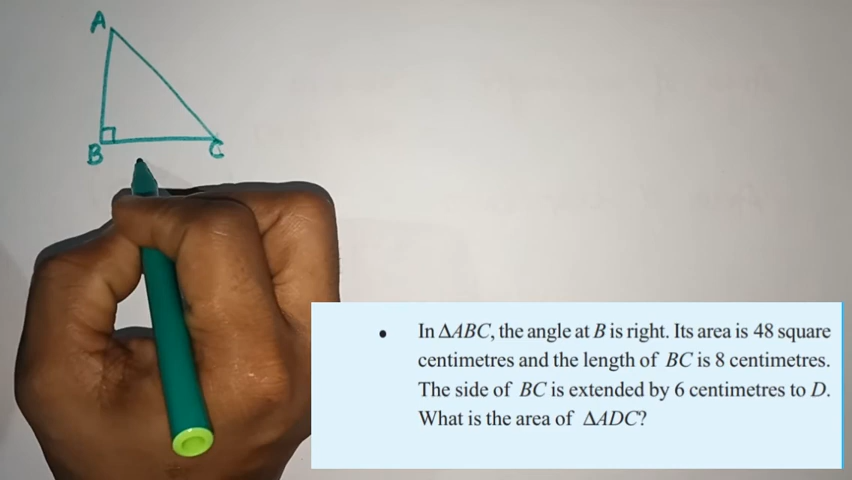 A
B
C
• In ΔABC, the angle at B is right. Its area is 48 square
centimetres and the length of BC is 8 centimetres.
The side of BC is extended by 6 centimetres to D.
What is the area of ΔADC?